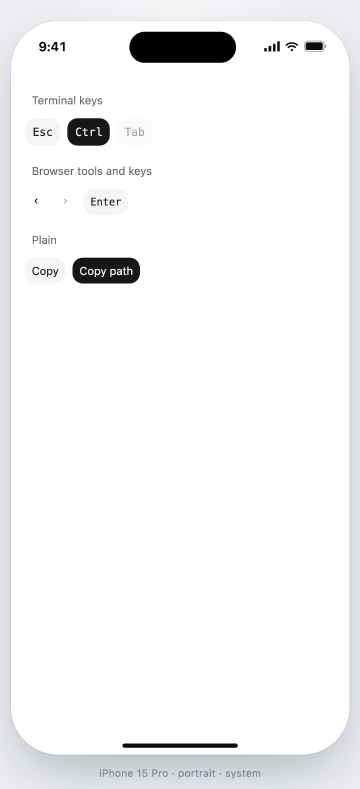 9:41
Terminal keys
Esc Ctrl Tab
Browser tools and keys
‹ › Enter
Plain
Copy Copy path
iPhone 15 Pro · portrait · system